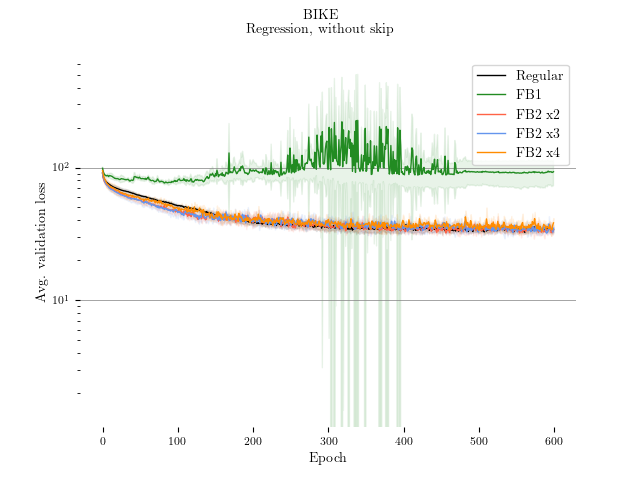 BIKE
Regression, without skip
Regular
FB1
FB2 x2
FB2 x3
FB2 x4
10²
10¹
Avg. validation loss
0 100 200 300 400 500 600
Epoch